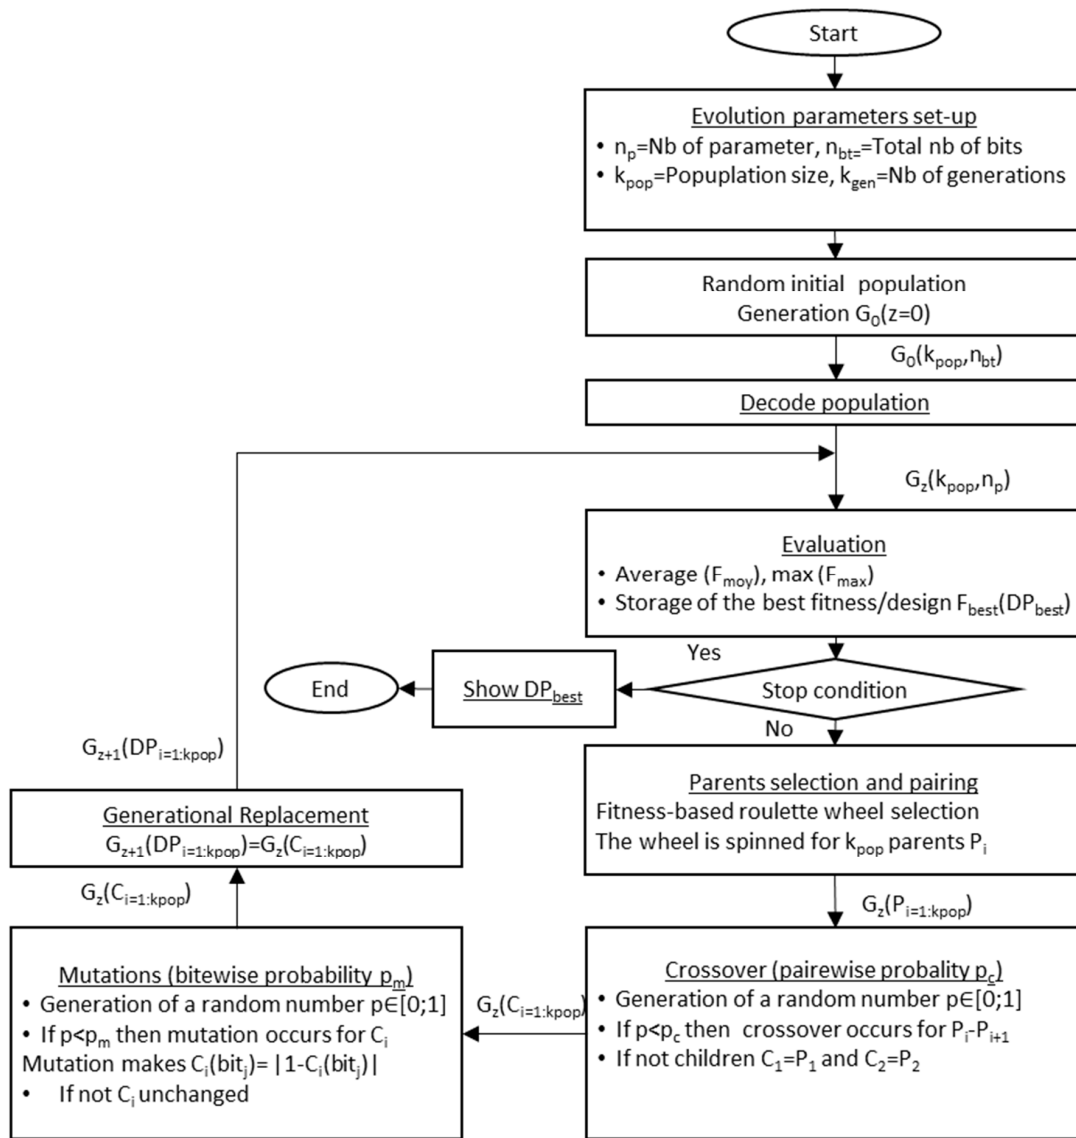 Start
Evolution parameters set-up
• n_p=Nb of parameter, n_bt=Total nb of bits
• k_pop=Popuplation size, k_gen=Nb of generations
Random initial population
Generation G_0(z=0)
G_0(k_pop,n_bt)
Decode population
G_z(k_pop,n_p)
Evaluation
• Average (F_moy), max (F_max)
• Storage of the best fitness/design F_best(DP_best)
Yes
Stop condition
Show DP_best
End
No
Parents selection and pairing
Fitness-based roulette wheel selection
The wheel is spinned for k_pop parents P_i
G_z(P_i=1:kpop)
Crossover (pairewise probality p_c)
• Generation of a random number p∈[0;1]
• If p<p_c then crossover occurs for P_i-P_i+1
• If not children C_1=P_1 and C_2=P_2
G_z(C_i=1:kpop)
Mutations (bitewise probability p_m)
• Generation of a random number p∈[0;1]
• If p<p_m then mutation occurs for C_i
Mutation makes C_i(bit_j)= |1-C_i(bit_j)|
• If not C_i unchanged
G_z(C_i=1:kpop)
Generational Replacement
G_z+1(DP_i=1:kpop)=G_z(C_i=1:kpop)
G_z+1(DP_i=1:kpop)